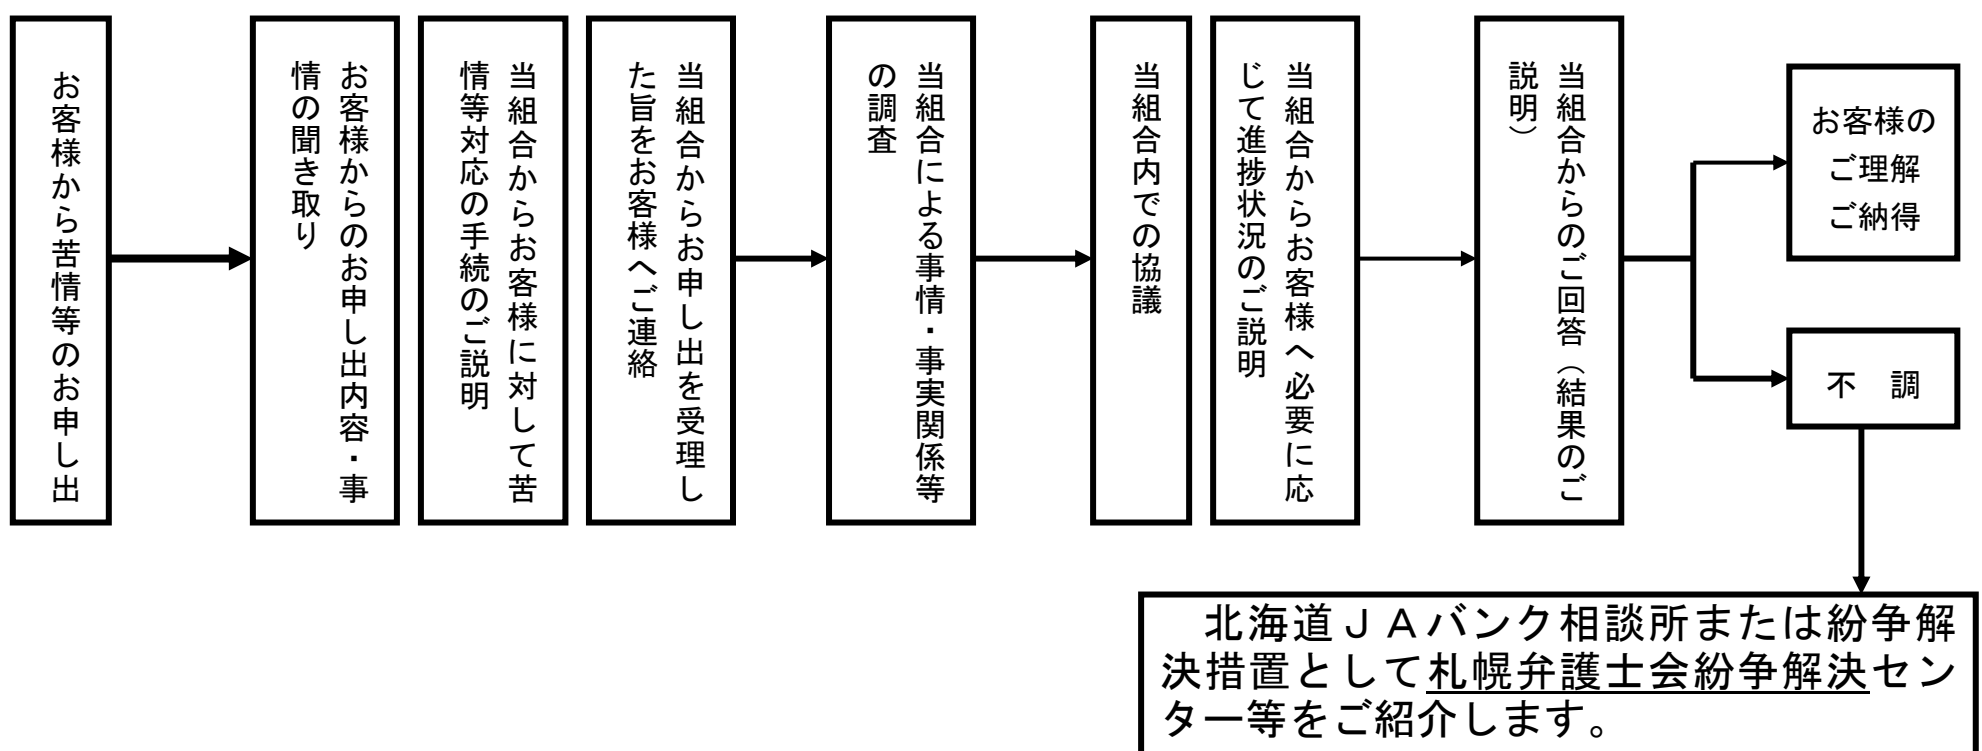 お客様から苦情等のお申し出
お客様からのお申し出内容・事
情の聞き取り
当組合からお客様に対して苦
情等対応の手続のご説明
当組合からお申し出を受理し
た旨をお客様へご連絡
当組合による事情・事実関係等
の調査
当組合内での協議
当組合からお客様へ必要に応
じて進捗状況のご説明
当組合からのご回答（結果のご
説明）
お客様の
ご理解
ご納得
不　調
　北海道ＪＡバンク相談所または紛争解
決措置として札幌弁護士会紛争解決セン
ター等をご紹介します。